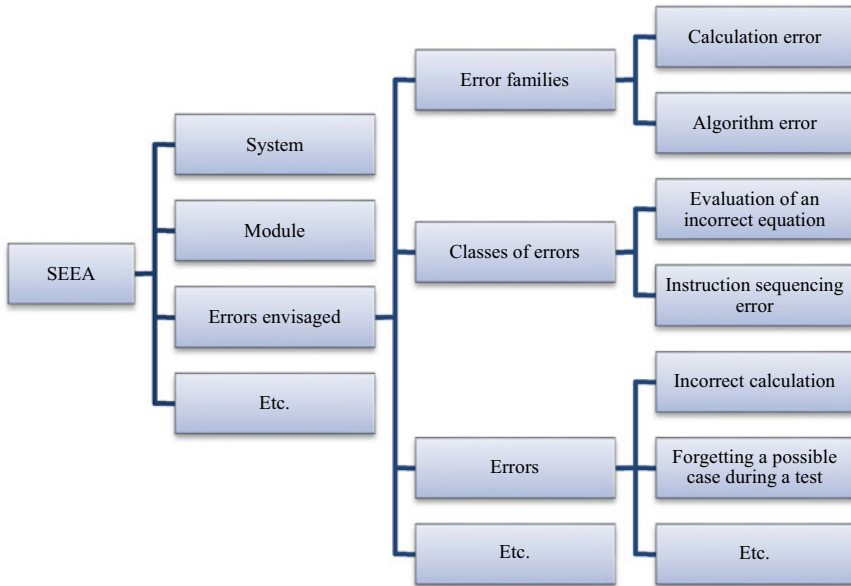 SEEA
System
Module
Errors envisaged
Etc.
Error families
Classes of errors
Errors
Etc.
Calculation error
Algorithm error
Evaluation of an
incorrect equation
Instruction sequencing
error
Incorrect calculation
Forgetting a possible
case during a test
Etc.